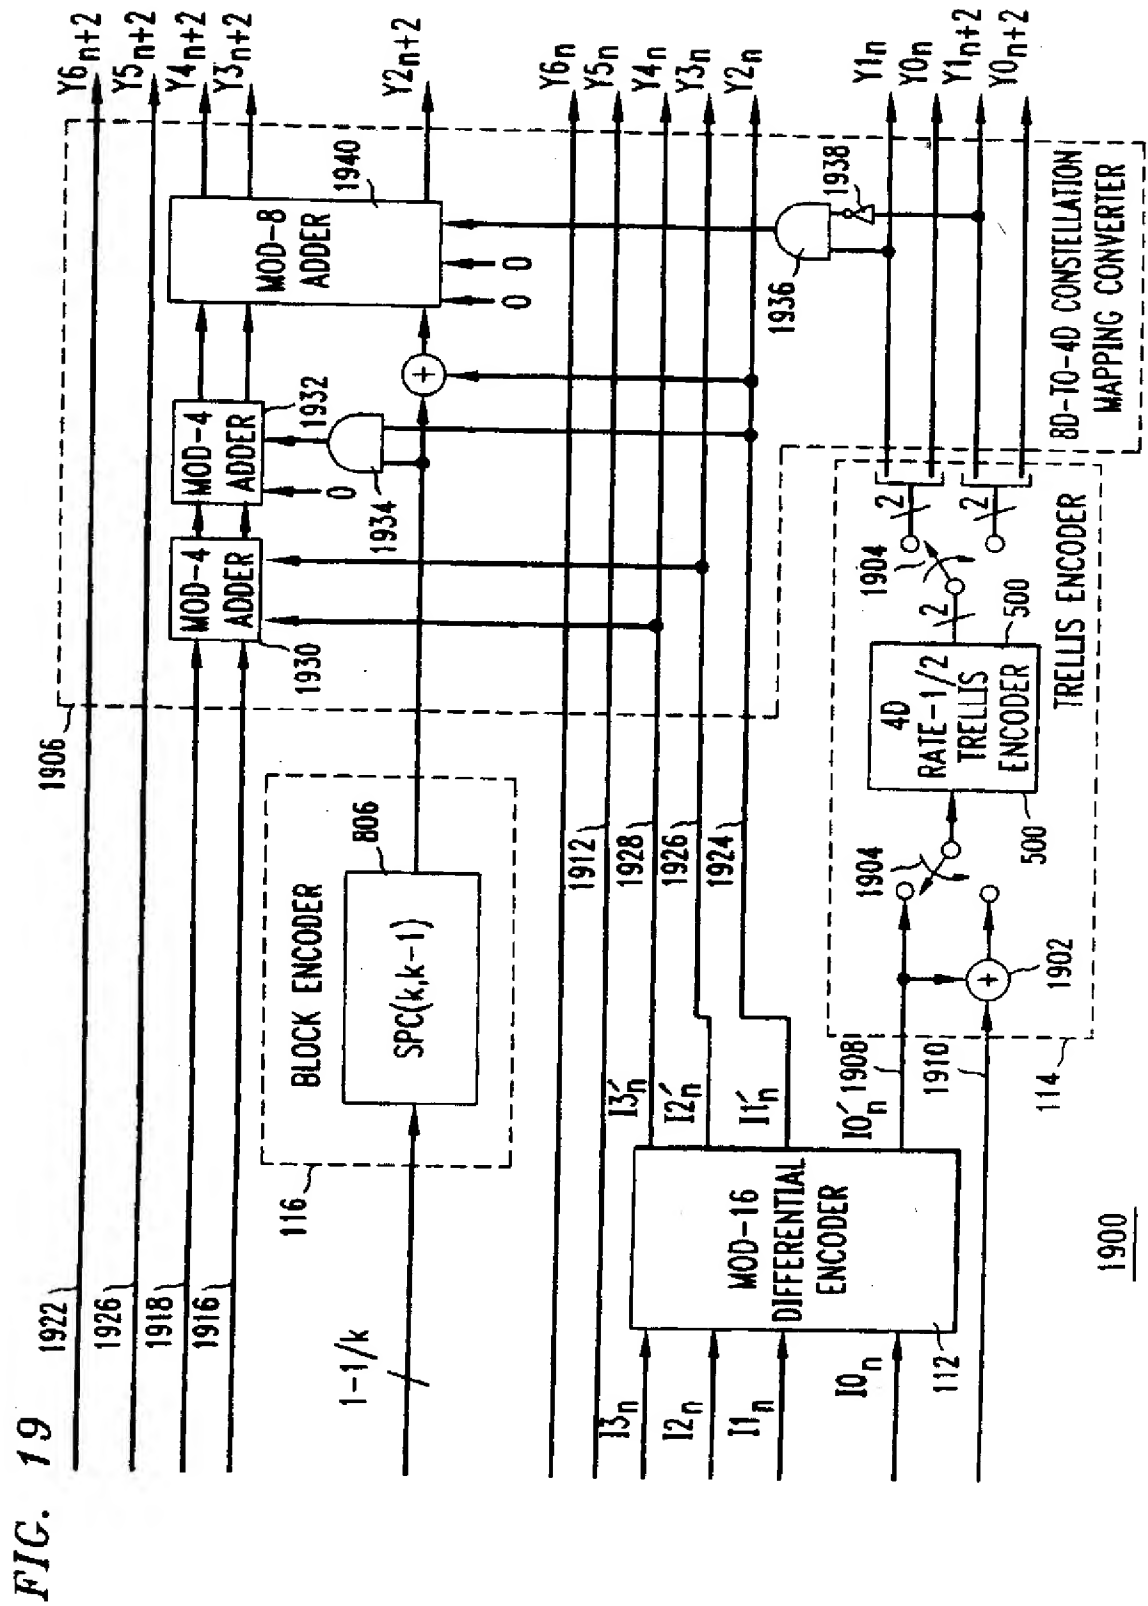 FIG. 19
1922
1926
1918
1916
1-1/k
116
BLOCK ENCODER
806
SPC(k,k-1)
1906
MOD-4
ADDER
1930
MOD-4
ADDER
1932
0
1934
+
MOD-8
ADDER
1940
0
0
1936
1938
Y6n+2
Y5n+2
Y4n+2
Y3n+2
Y2n+2
Y6n
Y5n
Y4n
Y3n
Y2n
Y1n
Y0n
Y1n+2
Y0n+2
1912
1928
1926
1924
I3n
I2n
I1n
I0n
MOD-16
DIFFERENTIAL
ENCODER
112
I3'n
I2'n
I1'n
I0'n
1908
1910
114
+
1902
1904
4D
RATE-1/2
TRELLIS
ENCODER
500
500
2
1904
2
2
TRELLIS ENCODER
8D-TO-4D CONSTELLATION
MAPPING CONVERTER
1900